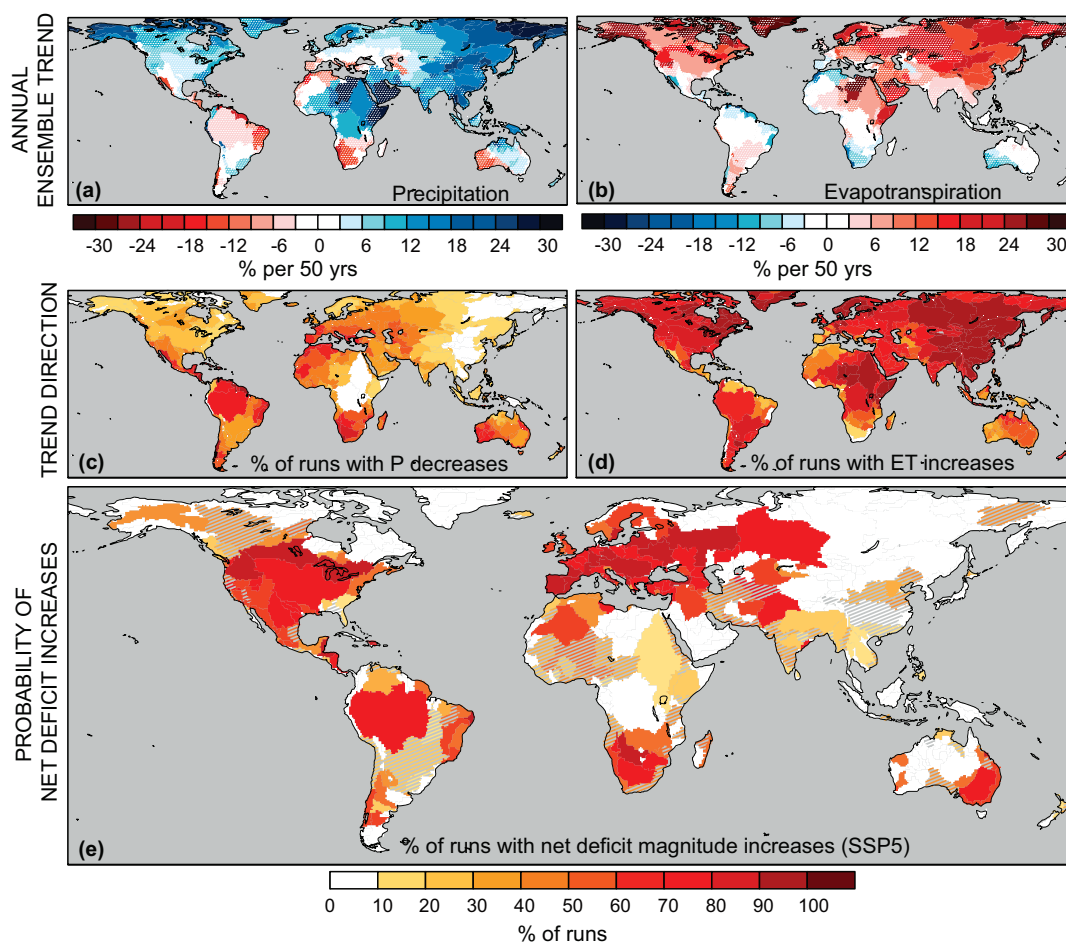 ANNUAL
ENSEMBLE TREND
(a)
Precipitation
(b)
Evapotranspiration
-30 -24 -18 -12 -6 0 6 12 18 24 30
% per 50 yrs
-30 -24 -18 -12 -6 0 6 12 18 24 30
% per 50 yrs
TREND DIRECTION
(c)
% of runs with P decreases
(d)
% of runs with ET increases
PROBABILITY OF
NET DEFICIT INCREASES
(e)
% of runs with net deficit magnitude increases (SSP5)
0 10 20 30 40 50 60 70 80 90 100
% of runs